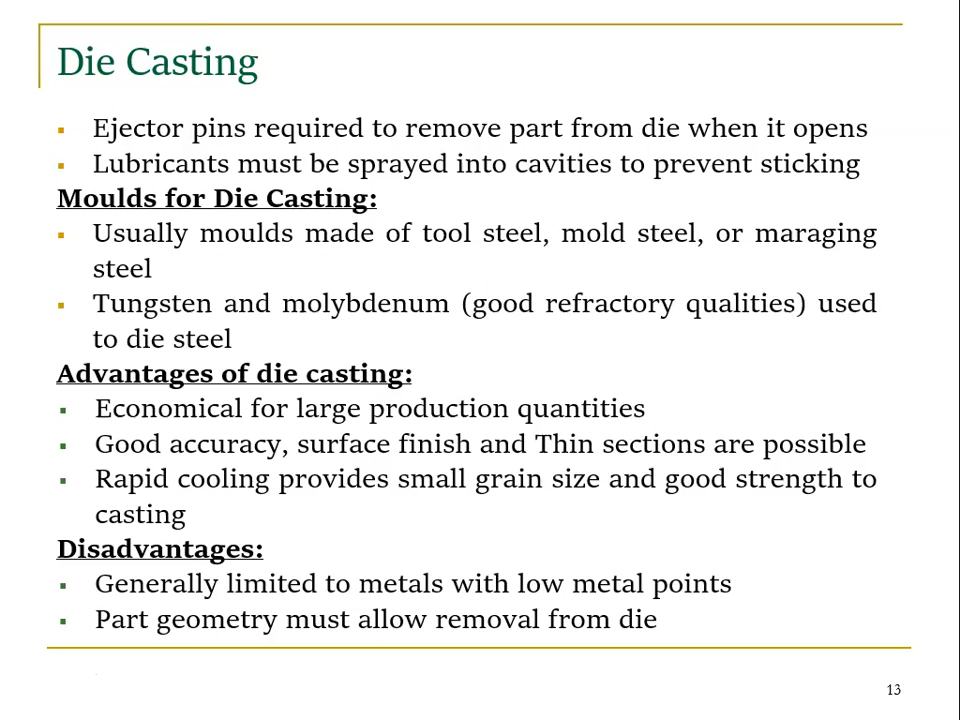 Die Casting
▪ Ejector pins required to remove part from die when it opens
▪ Lubricants must be sprayed into cavities to prevent sticking
Moulds for Die Casting:
▪ Usually moulds made of tool steel, mold steel, or maraging
steel
▪ Tungsten and molybdenum (good refractory qualities) used
to die steel
Advantages of die casting:
▪ Economical for large production quantities
▪ Good accuracy, surface finish and Thin sections are possible
▪ Rapid cooling provides small grain size and good strength to
casting
Disadvantages:
▪ Generally limited to metals with low metal points
▪ Part geometry must allow removal from die
13